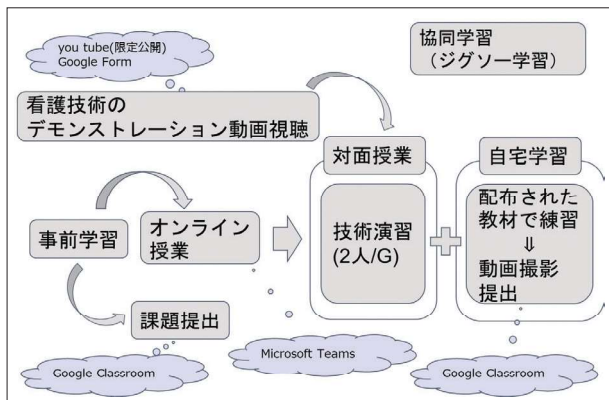 you tube(限定公開)
Google Form
協同学習
(ジグソー学習)
看護技術の
デモンストレーション動画視聴
対面授業
自宅学習
事前学習
オンライン
授業
技術演習
(2人/G)
配布された
教材で練習
⇓
動画撮影
提出
課題提出
Microsoft Teams
Google Classroom
Google Classroom